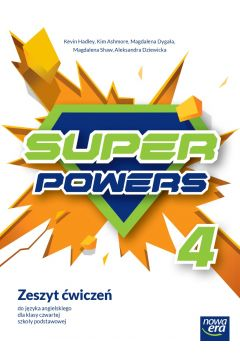 Kevin Hadley, Kim Ashmore, Magdalena Dygała,
Magdalena Shaw, Aleksandra Dziewicka
SUPER
POWERS
4
Zeszyt ćwiczeń
do języka angielskiego
dla klasy czwartej
szkoły podstawowej
nowa
era